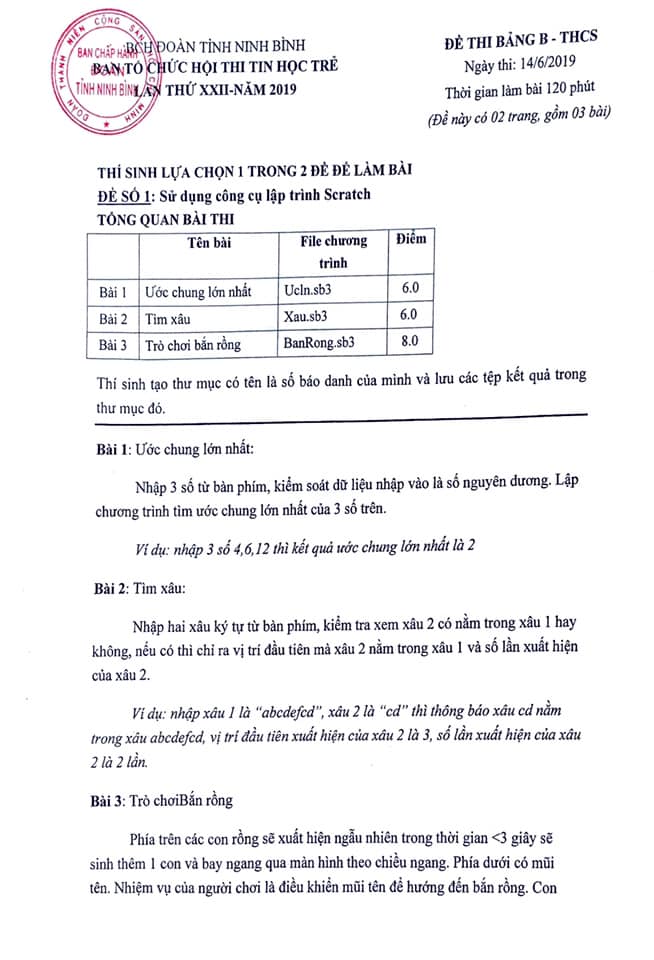 BCH ĐOÀN TỈNH NINH BÌNH
BAN TỔ CHỨC HỘI THI TIN HỌC TRẺ
LẦN THỨ XXII-NĂM 2019
ĐOÀN THANH NIÊN CỘNG SẢN HỒ CHÍ MINH
BAN CHẤP HÀNH
ĐOÀN
TỈNH NINH BÌNH
ĐỀ THI BẢNG B - THCS
Ngày thi: 14/6/2019
Thời gian làm bài 120 phút
(Đề này có 02 trang, gồm 03 bài)
THÍ SINH LỰA CHỌN 1 TRONG 2 ĐỀ ĐỂ LÀM BÀI
ĐỀ SỐ 1: Sử dụng công cụ lập trình Scratch
TỔNG QUAN BÀI THI
Tên bài File chương trình Điểm
Bài 1 Ước chung lớn nhất Ucln.sb3 6.0
Bài 2 Tìm xâu Xau.sb3 6.0
Bài 3 Trò chơi bắn rồng BanRong.sb3 8.0
Thí sinh tạo thư mục có tên là số báo danh của mình và lưu các tệp kết quả trong
thư mục đó.
Bài 1: Ước chung lớn nhất:
Nhập 3 số từ bàn phím, kiểm soát dữ liệu nhập vào là số nguyên dương. Lập
chương trình tìm ước chung lớn nhất của 3 số trên.
Ví dụ: nhập 3 số 4,6,12 thì kết quả ước chung lớn nhất là 2
Bài 2: Tìm xâu:
Nhập hai xâu ký tự từ bàn phím, kiểm tra xem xâu 2 có nằm trong xâu 1 hay
không, nếu có thì chỉ ra vị trí đầu tiên mà xâu 2 nằm trong xâu 1 và số lần xuất hiện
của xâu 2.
Ví dụ: nhập xâu 1 là “abcdefcd”, xâu 2 là “cd” thì thông báo xâu cd nằm
trong xâu abcdefcd, vị trí đầu tiên xuất hiện của xâu 2 là 3, số lần xuất hiện của xâu
2 là 2 lần.
Bài 3: Trò chơiBắn rồng
Phía trên các con rồng sẽ xuất hiện ngẫu nhiên trong thời gian <3 giây sẽ
sinh thêm 1 con và bay ngang qua màn hình theo chiều ngang. Phía dưới có mũi
tên. Nhiệm vụ của người chơi là điều khiển mũi tên để hướng đến bắn rồng. Con